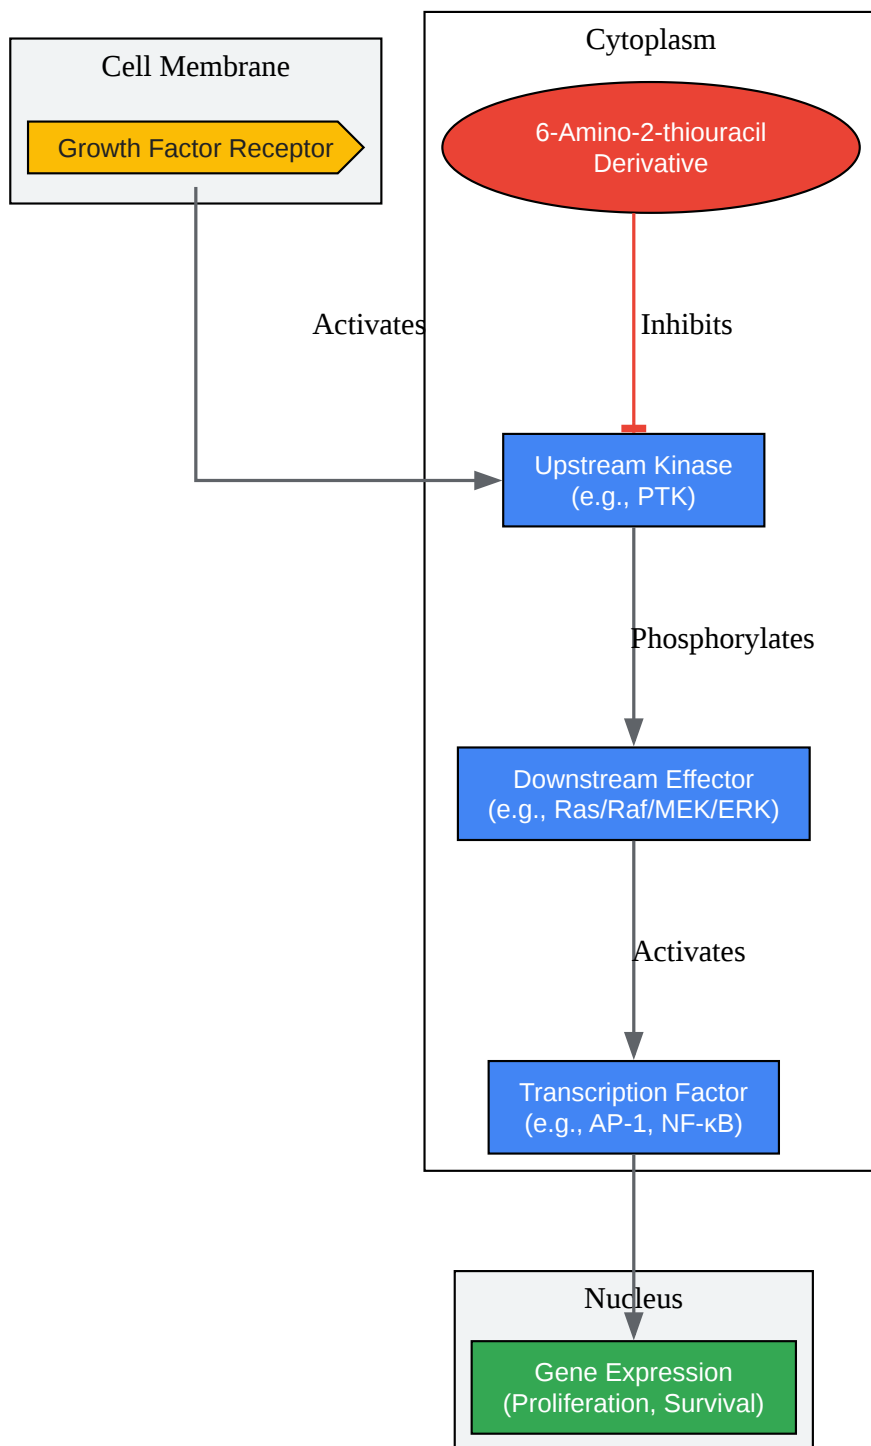 Cell Membrane
Growth Factor Receptor
Cytoplasm
6-Amino-2-thiouracil
Derivative
Activates
Inhibits
Upstream Kinase
(e.g., PTK)
Phosphorylates
Downstream Effector
(e.g., Ras/Raf/MEK/ERK)
Activates
Transcription Factor
(e.g., AP-1, NF-κB)
Nucleus
Gene Expression
(Proliferation, Survival)